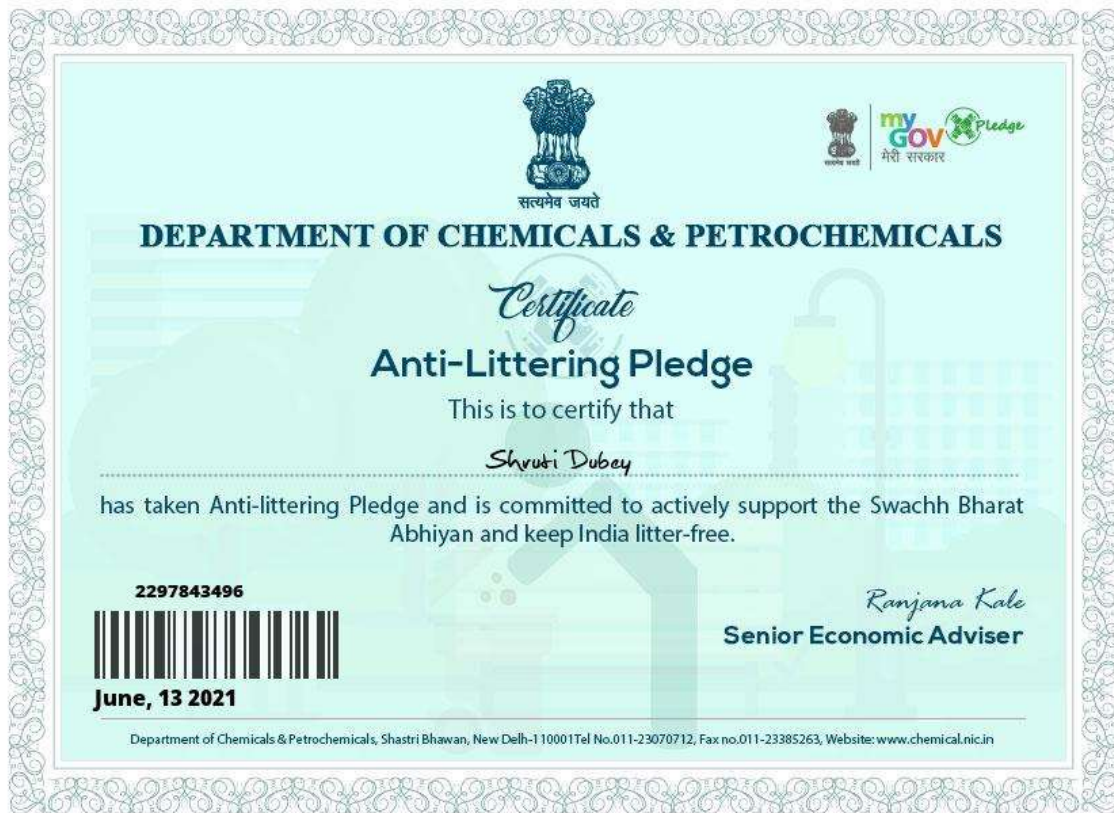 सत्यमेव जयते
सत्यमेव जयते
my
GOV
मेरी सरकार
Pledge
DEPARTMENT OF CHEMICALS & PETROCHEMICALS
Certificate
Anti-Littering Pledge
This is to certify that
Shruti Dubey
has taken Anti-littering Pledge and is committed to actively support the Swachh Bharat
Abhiyan and keep India litter-free.
2297843496
June, 13 2021
Ranjana Kale
Senior Economic Adviser
Department of Chemicals & Petrochemicals, Shastri Bhawan, New Delh-110001Tel No.011-23070712, Fax no.011-23385263, Website: www.chemical.nic.in